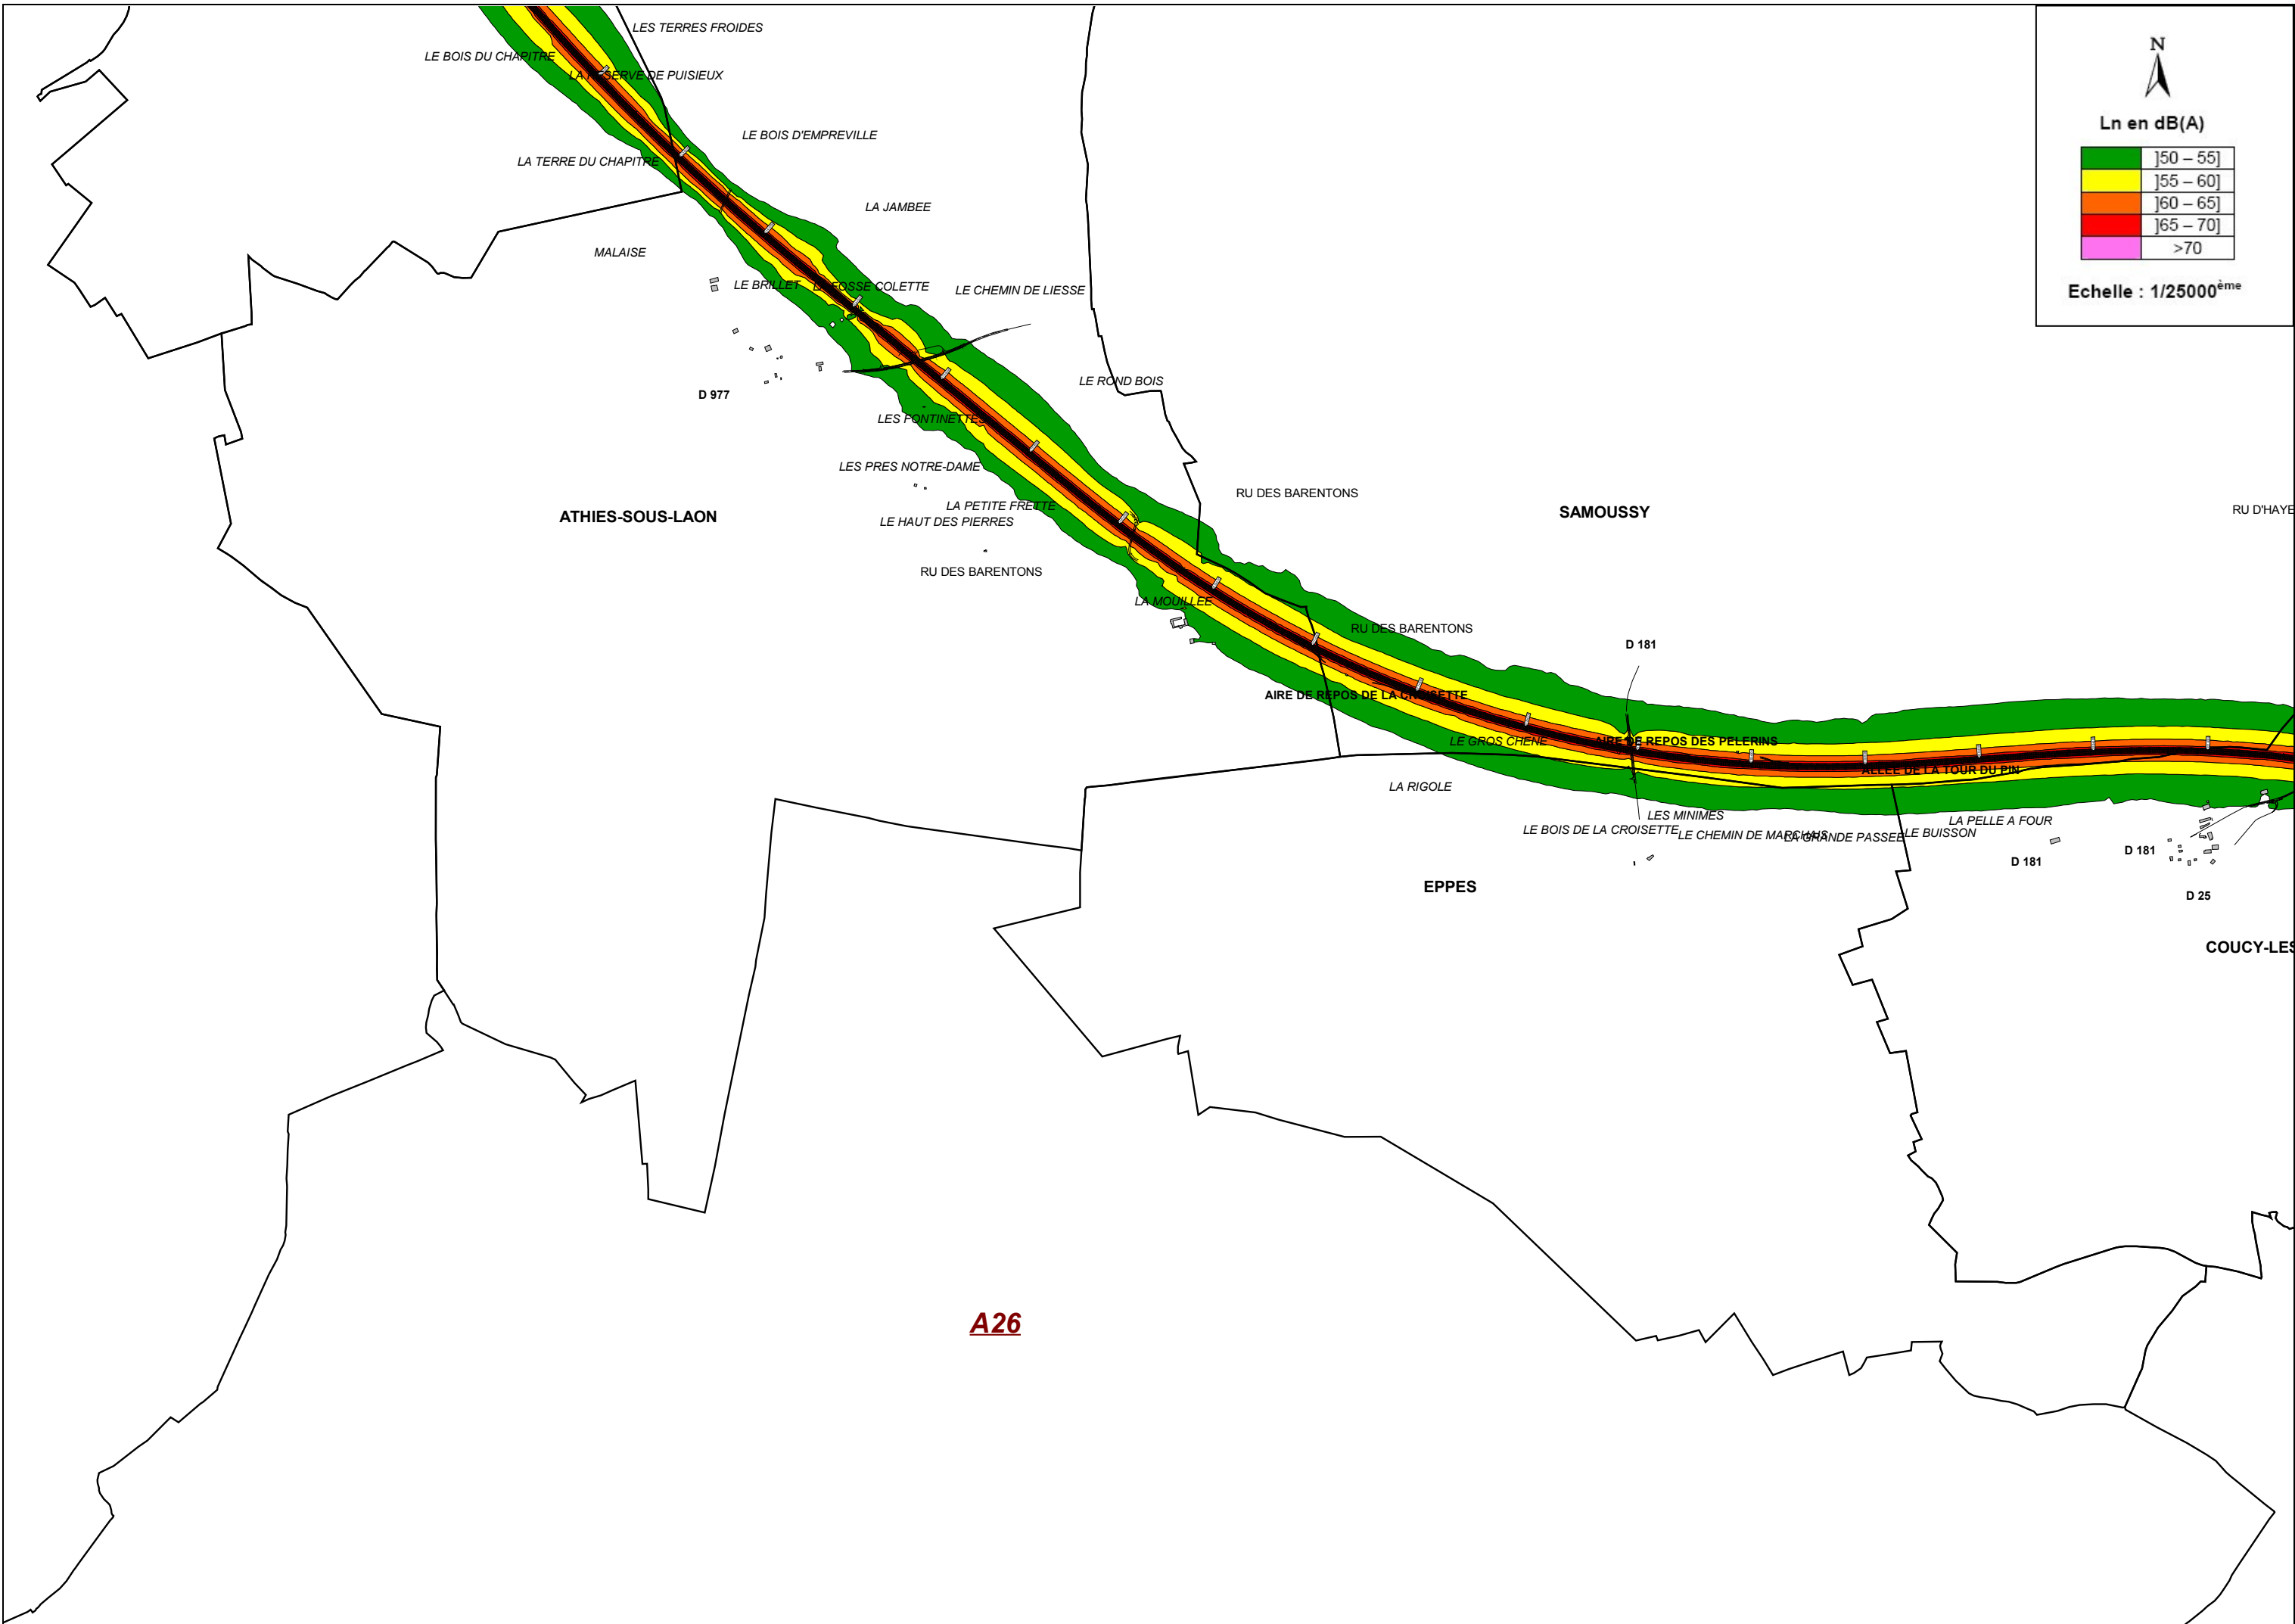 LES TERRES FROIDES
LE BOIS DU CHAPITRE
LA RESERVE DE PUISIEUX
LE BOIS D'EMPREVILLE
LA TERRE DU CHAPITRE
LA JAMBEE
MALAISE
LE BRILLET
LA FOSSE COLETTE
LE CHEMIN DE LIESSE
LE ROND BOIS
D 977
LES FONTINETTES
LES PRES NOTRE-DAME
RU DES BARENTONS
LA PETITE FRETTE
LE HAUT DES PIERRES
ATHIES-SOUS-LAON
SAMOUSSY
RU D'HAYE
RU DES BARENTONS
LA MOUILLEE
RU DES BARENTONS
D 181
AIRE DE REPOS DE LA CROISETTE
LE GROS CHENE
AIRE DE REPOS DES PELERINS
ALLEE DE LA TOUR DU PIN
LA RIGOLE
LES MINIMES
LE BOIS DE LA CROISETTE
LE CHEMIN DE MARCHAIS
LA GRANDE PASSEE
LE BUISSON
LA PELLE A FOUR
D 181
D 181
EPPES
D 25
COUCY-LES
A26
N
Ln en dB(A)
]50 – 55]
]55 – 60]
]60 – 65]
]65 – 70]
>70
Echelle : 1/25000ème